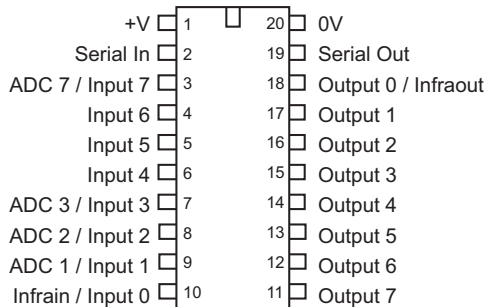 +V 1 20 0V
Serial In 2 19 Serial Out
ADC 7 / Input 7 3 18 Output 0 / Infraout
Input 6 4 17 Output 1
Input 5 5 16 Output 2
Input 4 6 15 Output 3
ADC 3 / Input 3 7 14 Output 4
ADC 2 / Input 2 8 13 Output 5
ADC 1 / Input 1 9 12 Output 6
Infrain / Input 0 10 11 Output 7